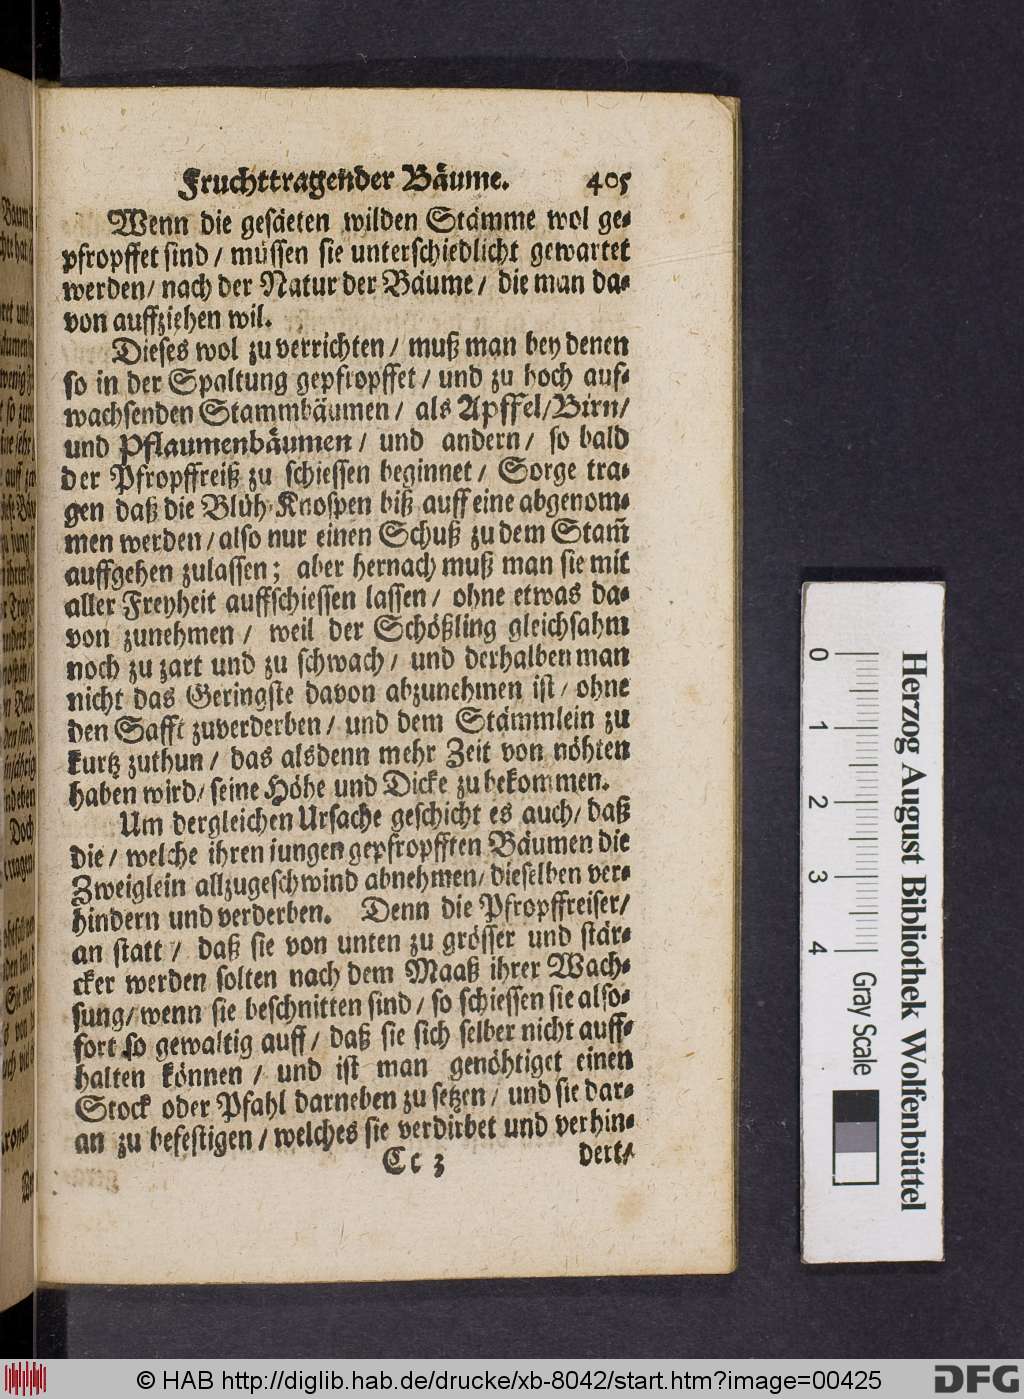 Fruchttragender Bäume. 405
Wenn die gesäeten wilden Stämme wol ge-
pfropffet sind / müssen sie unterschiedlicht gewartet
werden / nach der Natur der Bäume / die man da-
von auffziehen wil.
Dieses wol zu verrichten / muß man bey denen
so in der Spaltung gepfropffet / und zu hoch auf-
wachsenden Stammbäumen / als Apffel / Birn /
und Pflaumenbäumen / und andern / so bald
der Pfropffreiß zu schiessen beginnet / Sorge tra-
gen daß die Blüh-Knospen biß auff eine abgenom-
men werden / also nur einen Schuß zu dem Stam̃
auffgehen zulassen; aber hernach muß man sie mit
aller Freyheit auffschiessen lassen / ohne etwas da-
von zunehmen / weil der Schößling gleichsahm
noch zu zart und zu schwach / und derhalben man
nicht das Geringste davon abzunehmen ist / ohne
den Safft zuverderben / und dem Stämmlein zu
kurtz zuthun / das alsdenn mehr Zeit von nöhten
haben wird / seine Höhe und Dicke zu bekommen.
Um dergleichen Ursache geschicht es auch / daß
die / welche ihren jungen gepfropfften Bäumen die
Zweiglein allzugeschwind abnehmen / dieselben ver-
hindern und verderben. Denn die Pfropffreiser /
an statt / daß sie von unten zu grösser und stär-
cker werden solten nach dem Maaß ihrer Wach-
sung / wenn sie beschnitten sind / so schiessen sie also-
fort so gewaltig auff / daß sie sich selber nicht auff-
halten können / und ist man genöhtiget einen
Stock oder Pfahl darneben zu setzen / und sie dar-
an zu befestigen / welches sie verdirbet und verhin-
Cc 3 dert /
0 1 2 3 4
Gray Scale
Herzog August Bibliothek Wolfenbüttel
© HAB http://diglib.hab.de/drucke/xb-8042/start.htm?image=00425
DFG